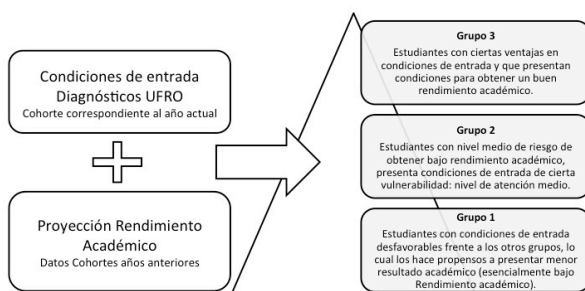 Condiciones de entrada
Diagnósticos UFRO
Cohorte correspondiente al año actual
Proyección Rendimiento
Académico
Datos Cohortes años anteriores
Grupo 3
Estudiantes con ciertas ventajas en
condiciones de entrada y que presentan
condiciones para obtener un buen
rendimiento académico.
Grupo 2
Estudiantes con nivel medio de riesgo de
obtener bajo rendimiento académico,
presenta condiciones de entrada de cierta
vulnerabilidad: nivel de atención medio.
Grupo 1
Estudiantes con condiciones de entrada
desfavorables frente a los otros grupos, lo
cual los hace propensos a presentar menor
resultado académico (esencialmente bajo
Rendimiento académico).